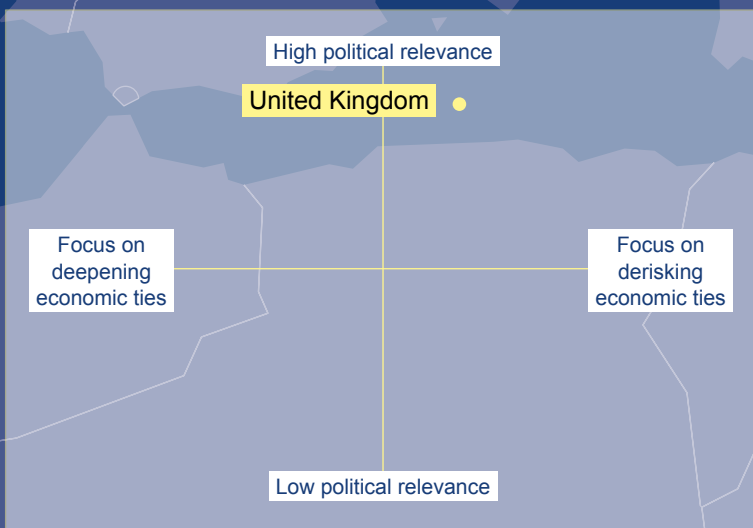 High political relevance
United Kingdom
Focus on
deepening
economic ties
Focus on
derisking
economic ties
Low political relevance